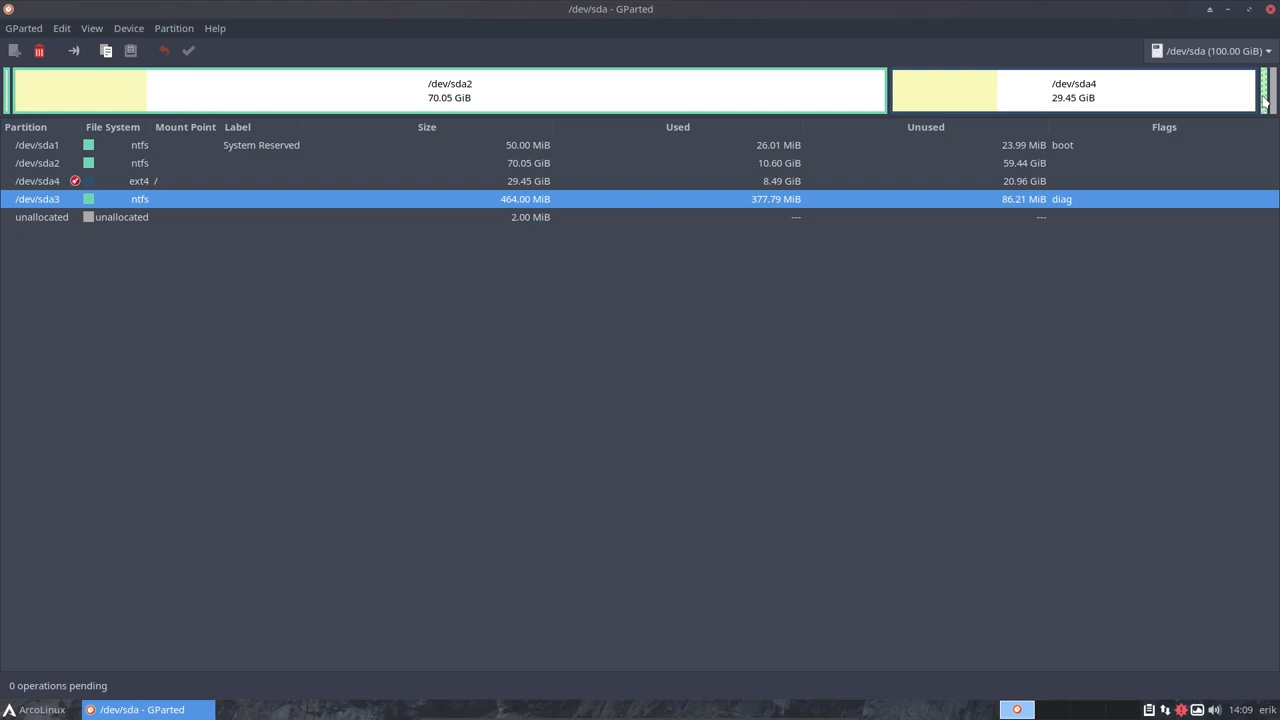 /dev/sda - GParted
GParted Edit View Device Partition Help
/dev/sda (100.00 GiB)
/dev/sda2 /dev/sda4
70.05 GiB 29.45 GiB
Partition File System Mount Point Label Size Used Unused Flags
/dev/sda1 ntfs System Reserved 50.00 MiB 26.01 MiB 23.99 MiB boot
/dev/sda2 ntfs 70.05 GiB 10.60 GiB 59.44 GiB
/dev/sda4 ext4 / 29.45 GiB 8.49 GiB 20.96 GiB
/dev/sda3 ntfs 464.00 MiB 377.79 MiB 86.21 MiB diag
unallocated unallocated 2.00 MiB --- ---
0 operations pending
ArcoLinux /dev/sda - GParted 14:09 erik